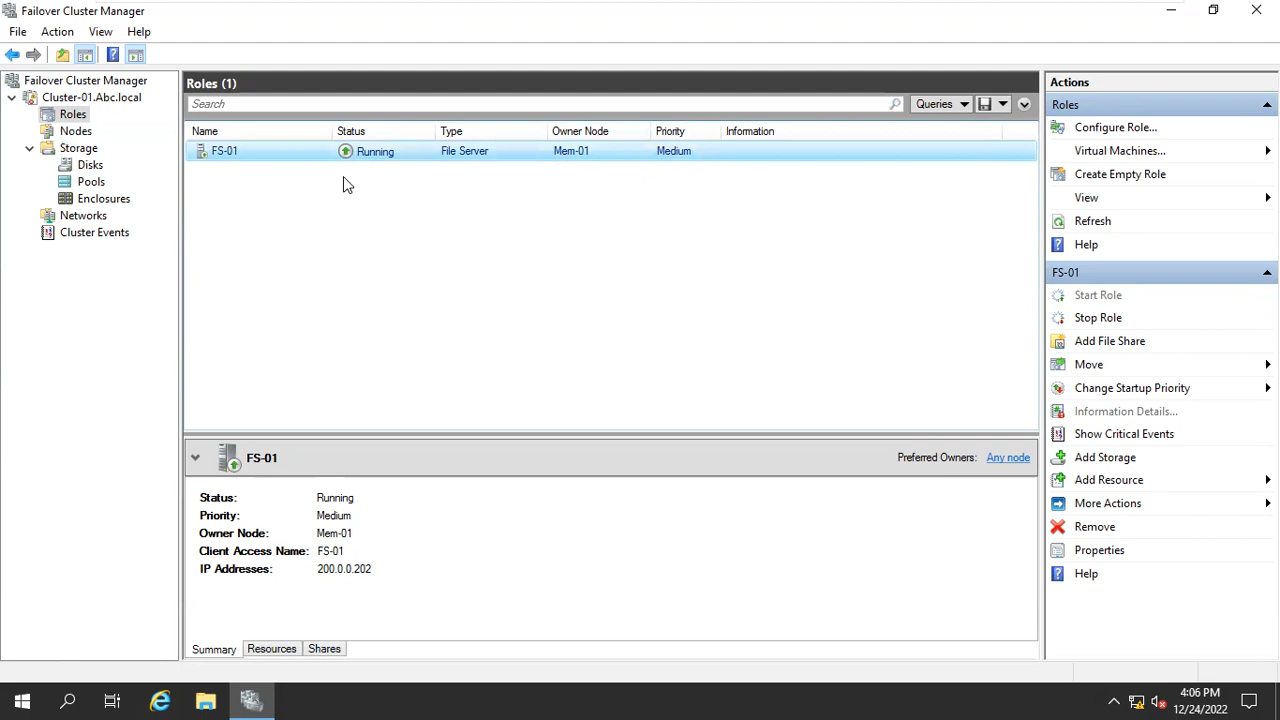 Failover Cluster Manager
File Action View Help
Failover Cluster Manager
Cluster-01.Abc.local
Roles
Nodes
Storage
Disks
Pools
Enclosures
Networks
Cluster Events
Roles (1)
Search
Queries
Name Status Type Owner Node Priority Information
FS-01 Running File Server Mem-01 Medium
FS-01
Preferred Owners: Any node
Status: Running
Priority: Medium
Owner Node: Mem-01
Client Access Name: FS-01
IP Addresses: 200.0.0.202
Summary Resources Shares
Actions
Roles
Configure Role...
Virtual Machines...
Create Empty Role
View
Refresh
Help
FS-01
Start Role
Stop Role
Add File Share
Move
Change Startup Priority
Information Details...
Show Critical Events
Add Storage
Add Resource
More Actions
Remove
Properties
Help
4:06 PM
12/24/2022